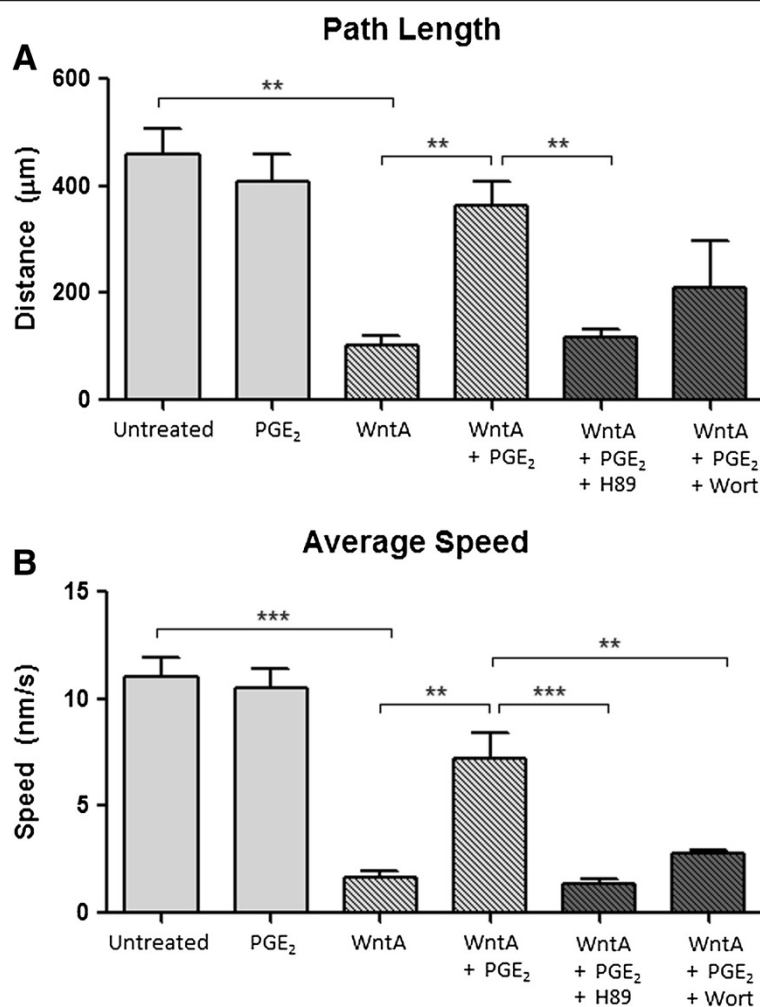 Path Length
A
600
400
200
0
Distance (μm)
**
**
**
Untreated
PGE₂
WntA
WntA
+ PGE₂
WntA
+ PGE₂
+ H89
WntA
+ PGE₂
+ Wort
Average Speed
B
15
10
5
0
Speed (nm/s)
***
**
**
***
Untreated
PGE₂
WntA
WntA
+ PGE₂
WntA
+ PGE₂
+ H89
WntA
+ PGE₂
+ Wort